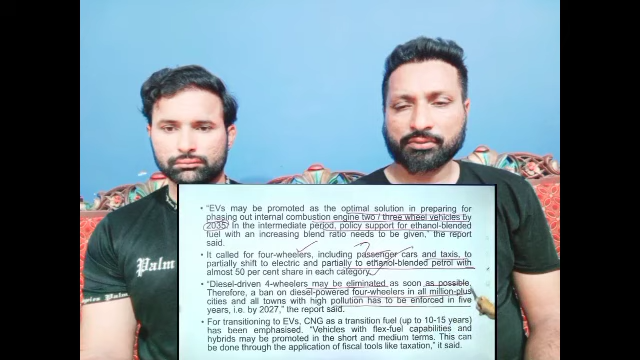 • "EVs may be promoted as the optimal solution in preparing for
phasing out internal combustion engine two / three wheel vehicles by
2035. In the intermediate period, policy support for ethanol-blended
fuel with an increasing blend ratio needs to be given," the report
said.
• It called for four-wheelers, including passenger cars and taxis, to
partially shift to electric and partially to ethanol-blended petrol with
almost 50 per cent share in each category.
• "Diesel-driven 4-wheelers may be eliminated as soon as possible.
Therefore, a ban on diesel-powered four-wheelers in all million-plus
cities and all towns with high pollution has to be enforced in five
years, i.e. by 2027," the report said.
• For transitioning to EVs, CNG as a transition fuel (up to 10-15 years)
has been emphasised. "Vehicles with flex-fuel capabilities and
hybrids may be promoted in the short and medium terms. This can
be done through the application of fiscal tools like taxation," it said.
Palm